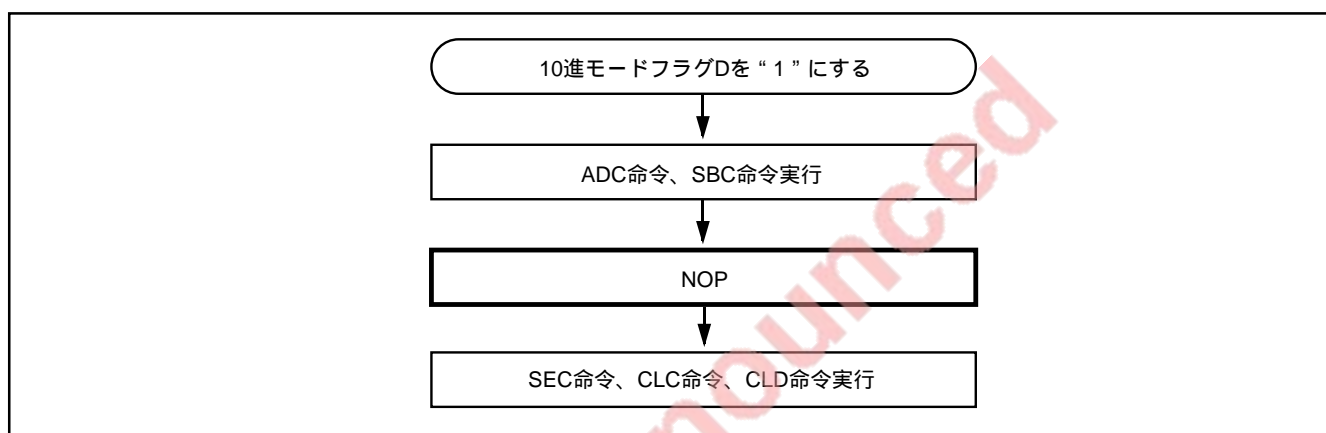 10進モードフラグDを“1”にする
ADC命令、SBC命令実行
NOP
SEC命令、CLC命令、CLD命令実行
nounced